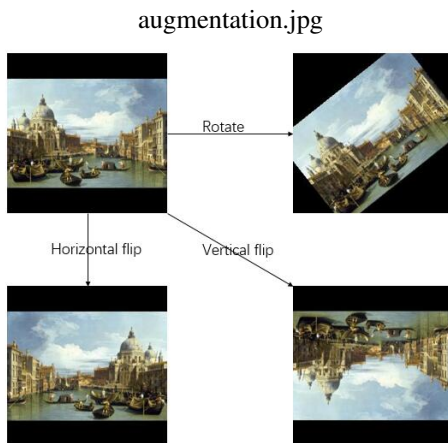 augmentation.jpg
Rotate
Horizontal flip
Vertical flip